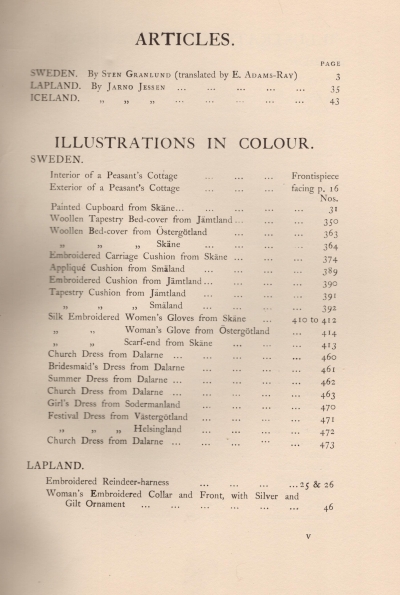 ARTICLES.
PAGE
SWEDEN. By Sten Granlund (translated by E. Adams-Ray) 3
LAPLAND. By Jarno Jessen ... ... ... ... ... 35
ICELAND. „ „ „ ... ... ... ... ... 43
ILLUSTRATIONS IN COLOUR.
SWEDEN.
Interior of a Peasant's Cottage ... ... ... Frontispiece
Exterior of a Peasant's Cottage ... ... ... facing p. 16
Nos.
Painted Cupboard from Skäne... ... ... ... ... 31
Woollen Tapestry Bed-cover from Jämtland ... ... ... 350
Woollen Bed-cover from Östergötland ... ... ... 363
„ „ „ Skäne ... ... ... 364
Embroidered Carriage Cushion from Skäne ... ... ... 374
Appliqué Cushion from Småland ... ... ... 389
Embroidered Cushion from Jämtland... ... ... ... 390
Tapestry Cushion from Jämtland ... ... ... 391
„ „ „ Småland ... ... ... 392
Silk Embroidered Women's Gloves from Skäne ... 410 to 412
„ „ Woman's Glove from Östergötland ... 414
„ „ Scarf-end from Skäne ... ... 413
Church Dress from Dalarne ... ... ... ... ... 460
Bridesmaid's Dress from Dalarne ... ... ... ... 461
Summer Dress from Dalarne ... ... ... ... ... 462
Church Dress from Dalarne ... ... ... ... ... 463
Girl's Dress from Sodermanland ... ... ... ... 470
Festival Dress from Västergötland ... ... ... ... 471
„ „ „ Helsingland ... ... ... ... 472
Church Dress from Dalarne ... ... ... ... ... 473
LAPLAND.
Embroidered Reindeer-harness ... ... ... ... 25 & 26
Woman's Embroidered Collar and Front, with Silver and
Gilt Ornament ... ... ... ... ... ... 46
v